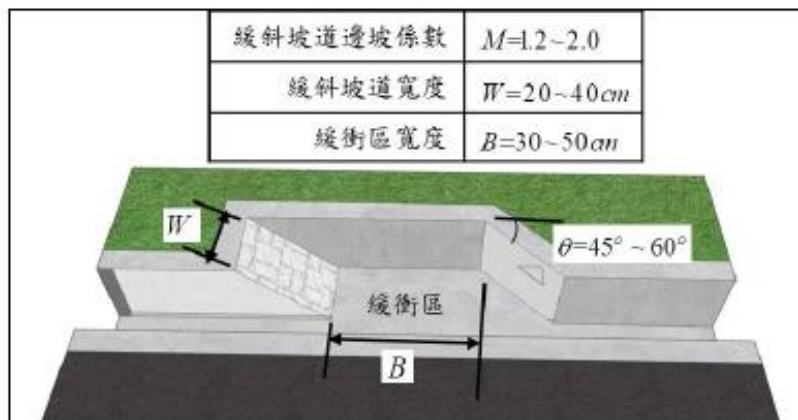 緩斜坡道邊坡係數 M=1.2~2.0
緩斜坡道寬度 W=20~40cm
緩衝區寬度 B=30~50cm
W
θ=45°~60°
緩衝區
B